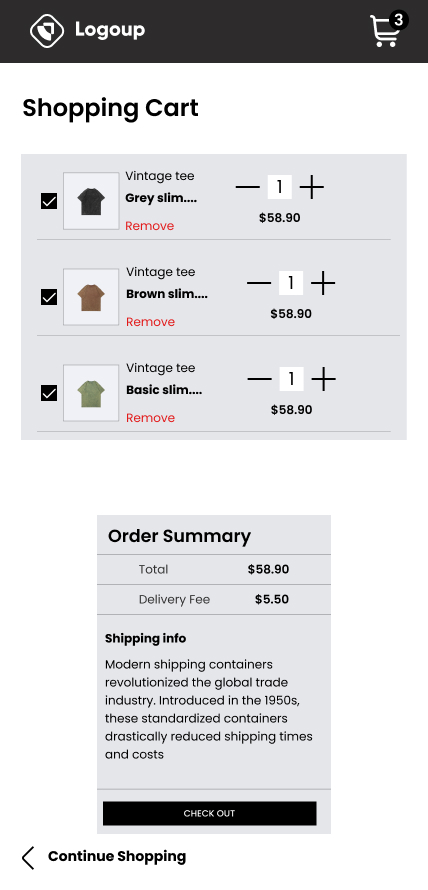 Logoup
3
Shopping Cart
Vintage tee
Grey slim....
Remove
1
$58.90
Vintage tee
Brown slim....
Remove
1
$58.90
Vintage tee
Basic slim....
Remove
1
$58.90
Order Summary
Total $58.90
Delivery Fee $5.50
Shipping info
Modern shipping containers
revolutionized the global trade
industry. Introduced in the 1950s,
these standardized containers
drastically reduced shipping times
and costs
CHECK OUT
Continue Shopping